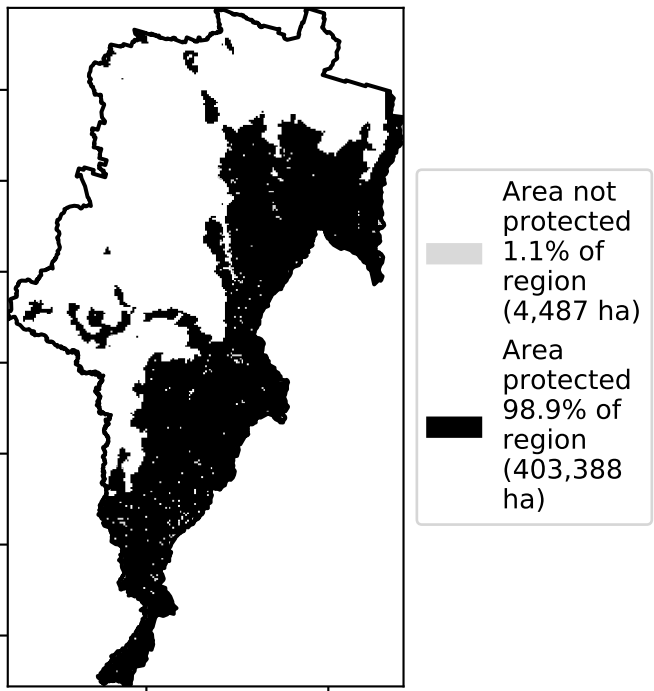 Area not
protected
1.1% of
region
(4,487 ha)
Area
protected
98.9% of
region
(403,388
ha)